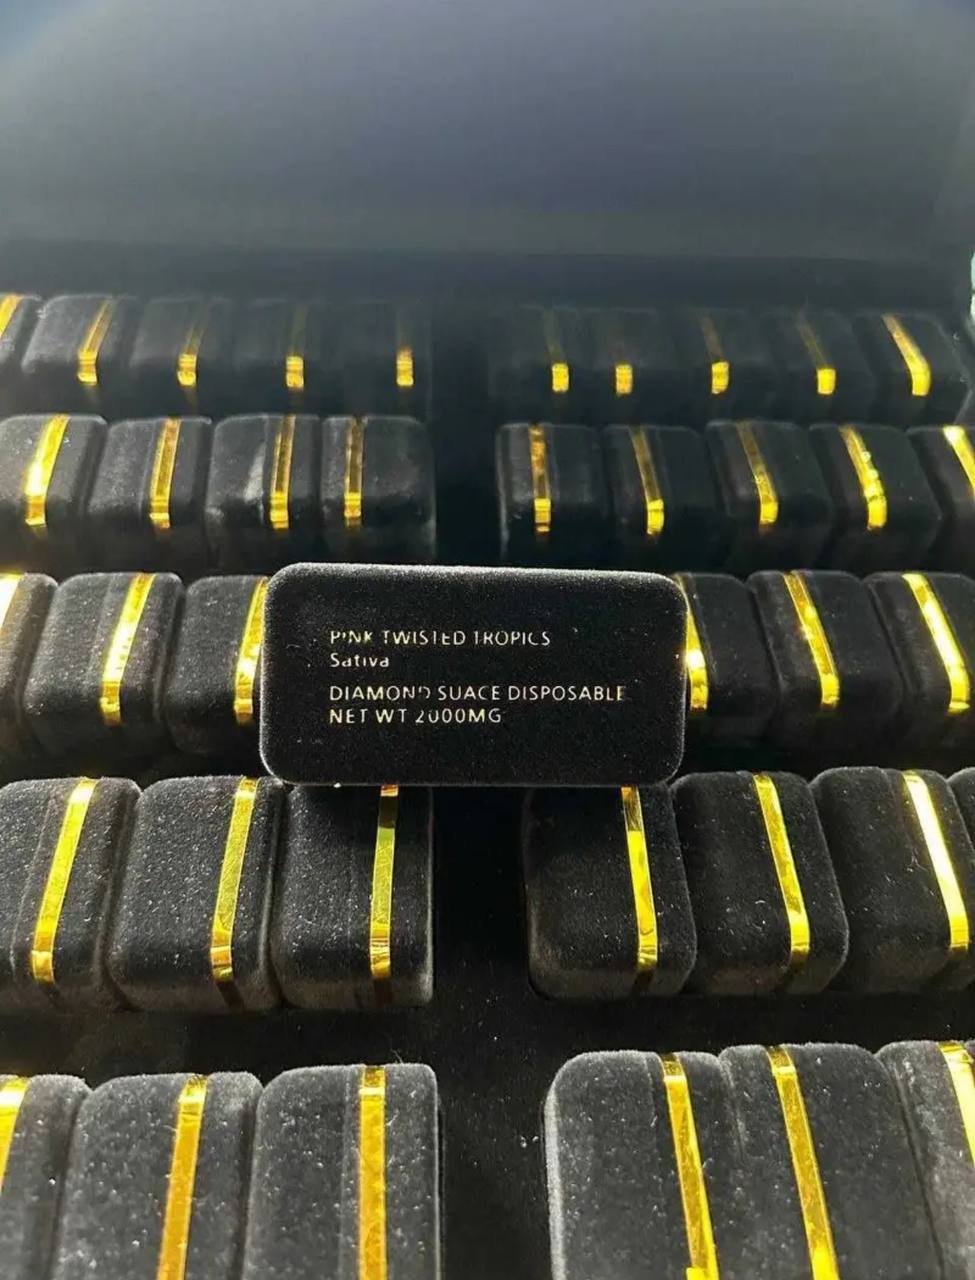 PINK TWISTED TROPICS
Sativa
DIAMOND SUACE DISPOSABLE
NET WT 2000MG